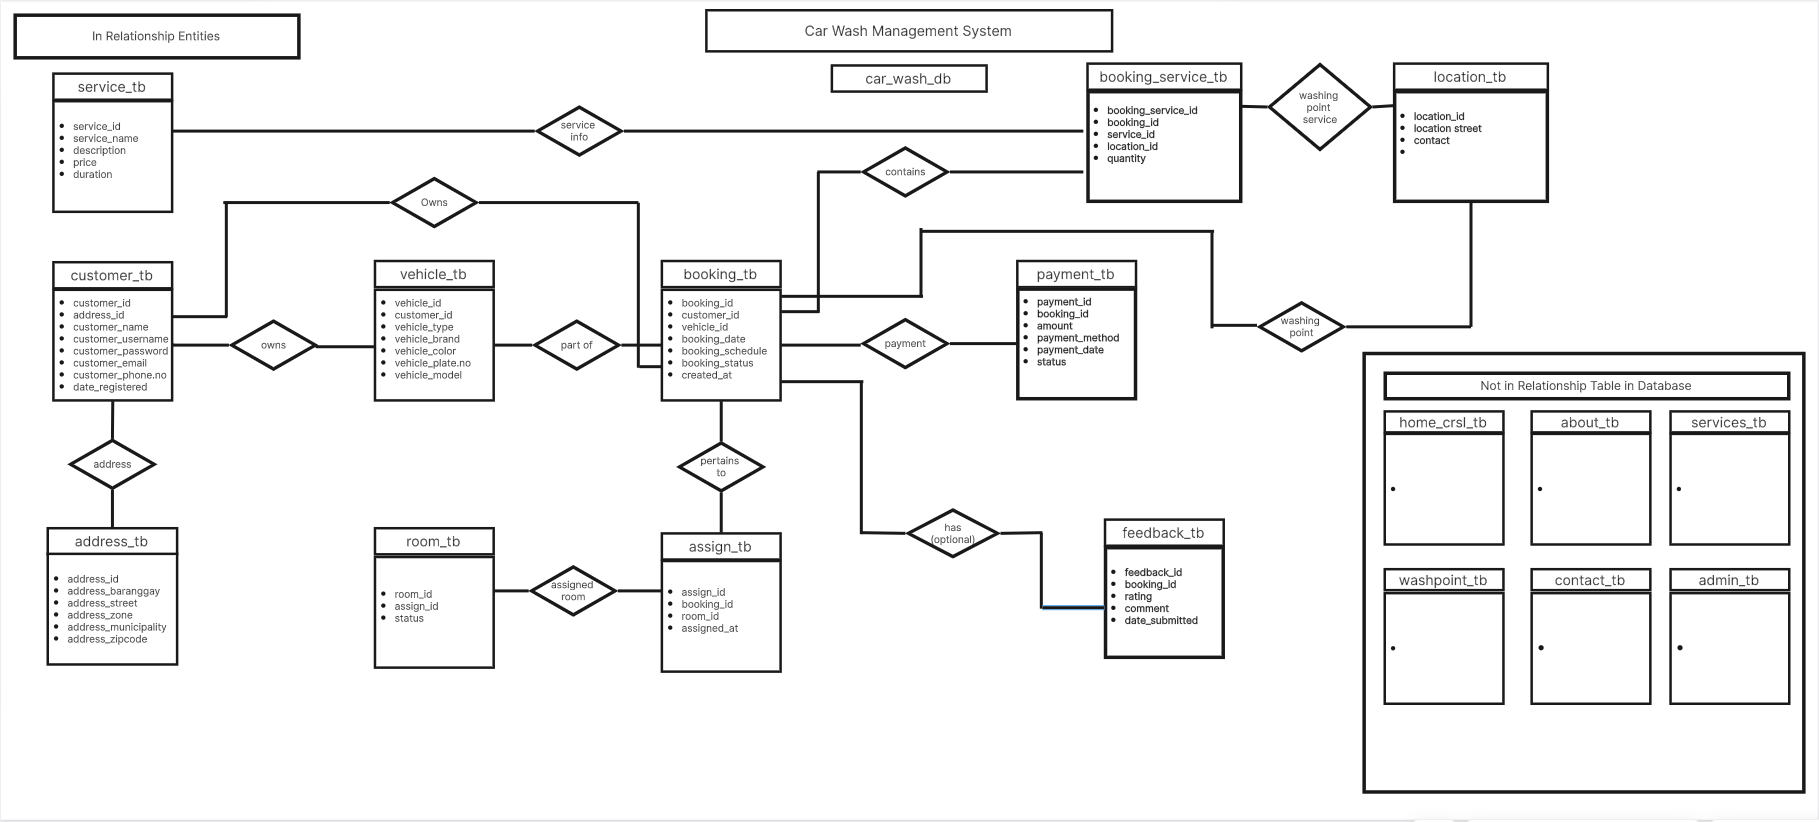 In Relationship Entities
Car Wash Management System
car_wash_db
service_tb
service_id
service_name
description
price
duration
service
info
booking_service_tb
booking_service_id
booking_id
service_id
location_id
quantity
washing
point
service
location_tb
location_id
location street
contact
contains
Owns
customer_tb
customer_id
address_id
customer_name
customer_username
customer_password
customer_email
customer_phone.no
date_registered
owns
vehicle_tb
vehicle_id
customer_id
vehicle_type
vehicle_brand
vehicle_color
vehicle_plate.no
vehicle_model
part of
booking_tb
booking_id
customer_id
vehicle_id
booking_date
booking_schedule
booking_status
created_at
payment
payment_tb
payment_id
booking_id
amount
payment_method
payment_date
status
washing
point
address
pertains
to
address_tb
address_id
address_baranggay
address_street
address_zone
address_municipality
address_zipcode
room_tb
room_id
assign_id
status
assigned
room
assign_tb
assign_id
booking_id
room_id
assigned_at
has
(optional)
feedback_tb
feedback_id
booking_id
rating
comment
date_submitted
Not in Relationship Table in Database
home_crsl_tb
about_tb
services_tb
washpoint_tb
contact_tb
admin_tb